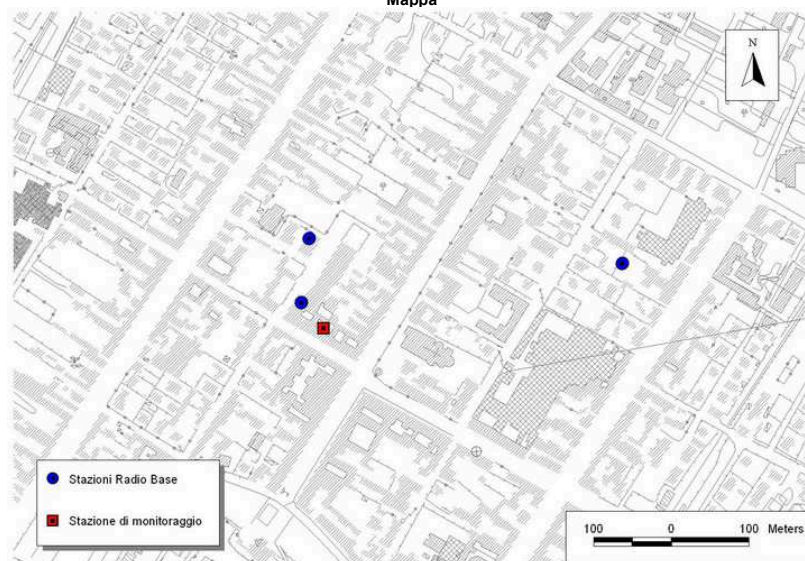 Mappa
N
Stazioni Radio Base
Stazione di monitoraggio
100 0 100 Meters